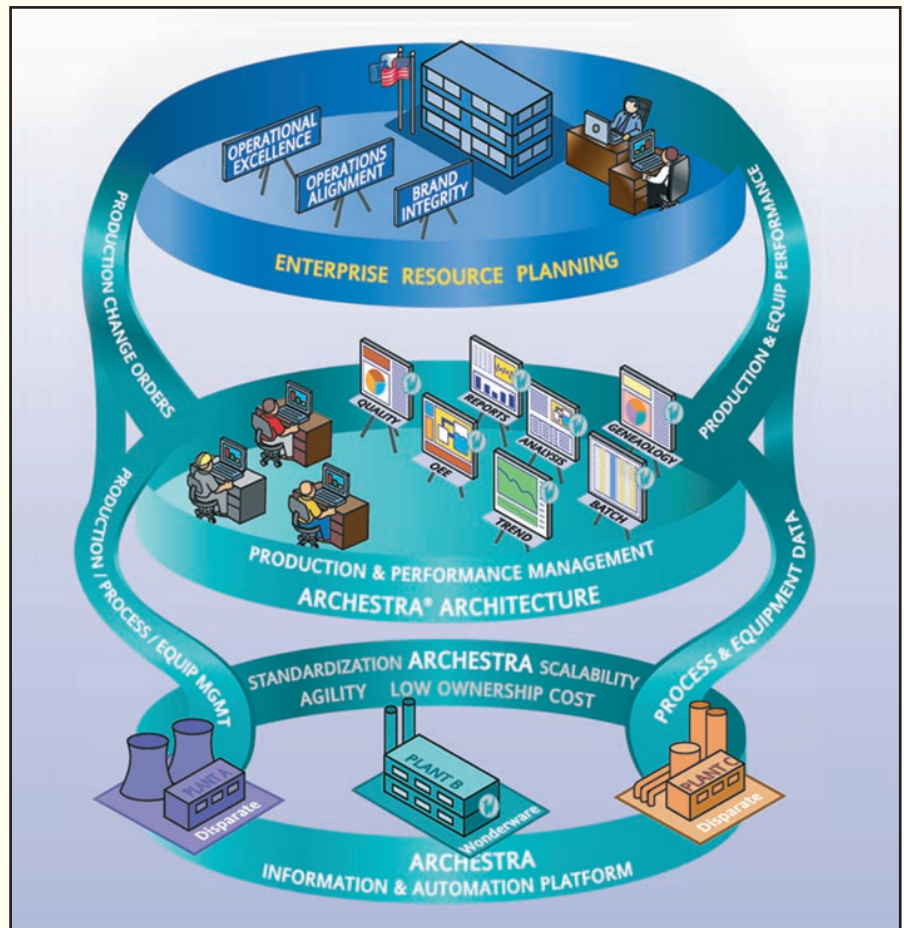 OPERATIONAL
EXCELLENCE
OPERATIONS
ALIGNMENT
BRAND
INTEGRITY
ENTERPRISE RESOURCE PLANNING
PRODUCTION CHANGE ORDERS
PRODUCTION & EQUIP PERFORMANCE
QUALITY
REPORTS
GENEAOLOGY
OEE
ANALYSIS
TREND
BATCH
PRODUCTION & PERFORMANCE MANAGEMENT
ARCHESTRA® ARCHITECTURE
PRODUCTION / PROCESS / EQUIP MGMT
PROCESS & EQUIPMENT DATA
STANDARDIZATION ARCHESTRA SCALABILITY
AGILITY LOW OWNERSHIP COST
PLANT A
Disparate
PLANT B
Wonderware
PLANT C
Disparate
ARCHESTRA
INFORMATION & AUTOMATION PLATFORM